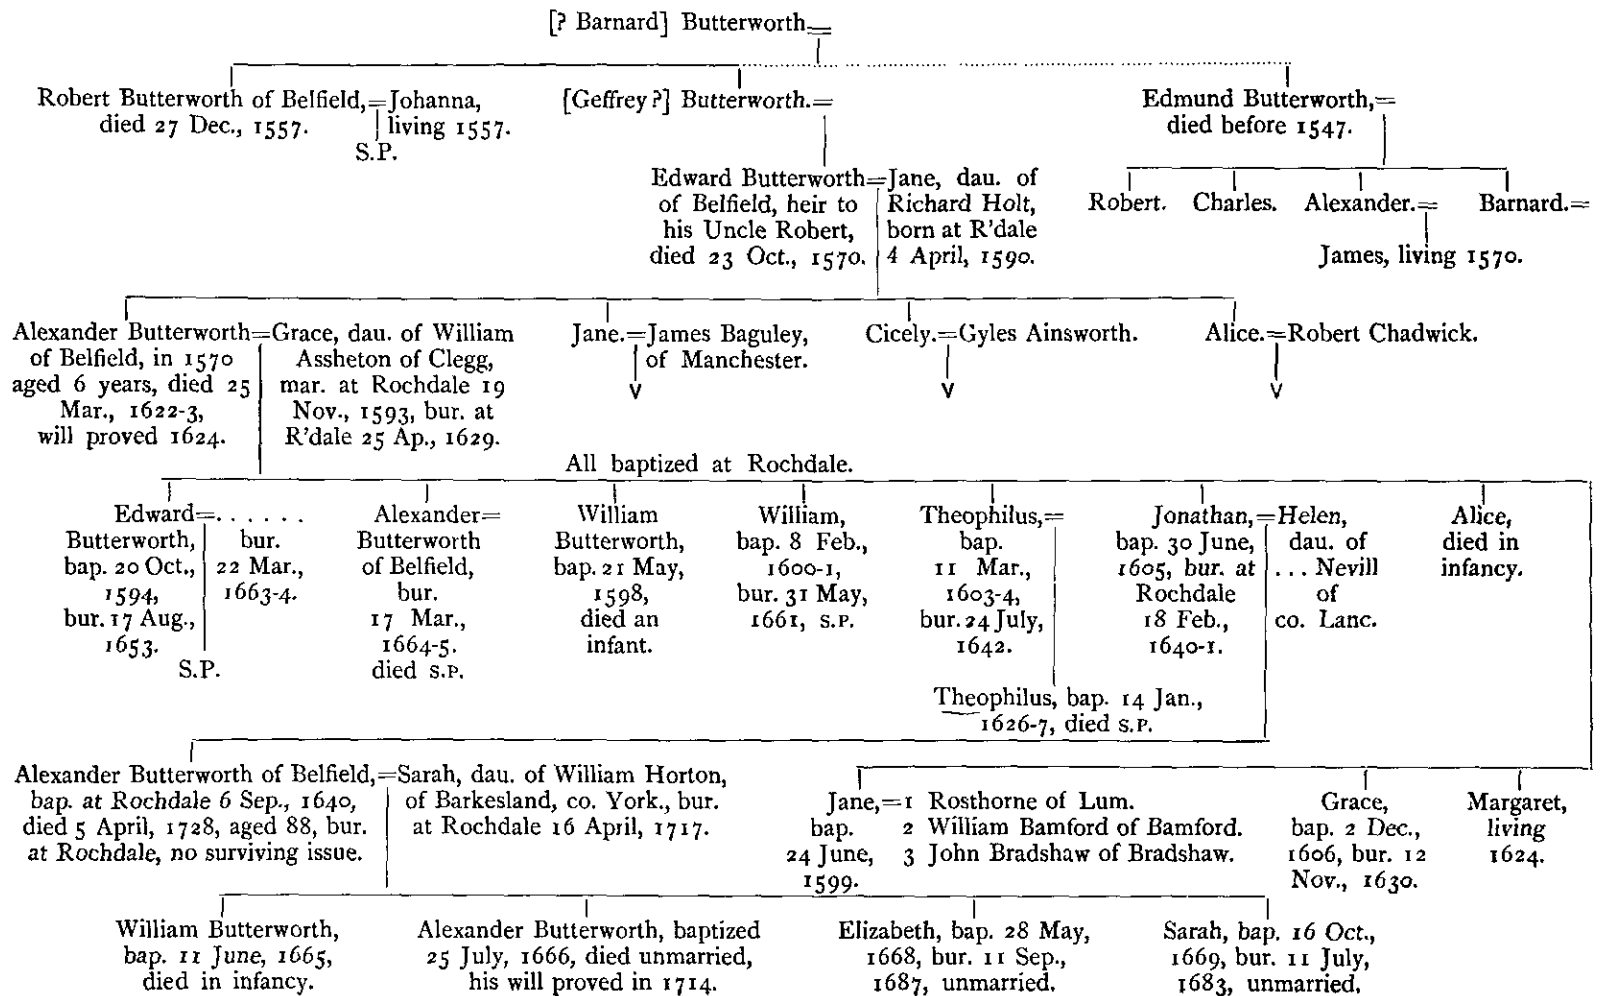 [? Barnard] Butterworth=
Robert Butterworth of Belfield,=Johanna,
died 27 Dec., 1557. living 1557.
S.P.
[Geffrey ?] Butterworth.=
Edmund Butterworth,=
died before 1547.
Edward Butterworth=Jane, dau. of
of Belfield, heir to Richard Holt,
his Uncle Robert, born at R'dale
died 23 Oct., 1570. 4 April, 1590.
Robert. Charles. Alexander.= Barnard.=
James, living 1570.
Alexander Butterworth=Grace, dau. of William
of Belfield, in 1570 Assheton of Clegg,
aged 6 years, died 25 mar. at Rochdale 19
Mar., 1622-3, Nov., 1593, bur. at
will proved 1624. R'dale 25 Ap., 1629.
Jane.=James Baguley,
of Manchester.
Cicely.=Gyles Ainsworth.
Alice.=Robert Chadwick.
All baptized at Rochdale.
Edward=. . . . . .
Butterworth, bur.
bap. 20 Oct., 22 Mar.,
1594, 1663-4.
bur. 17 Aug.,
1653.
S.P.
Alexander=
Butterworth
of Belfield,
bur.
17 Mar.,
1664-5.
died S.P.
William
Butterworth,
bap. 21 May,
1598,
died an
infant.
William,
bap. 8 Feb.,
1600-1,
bur. 31 May,
1661, S.P.
Theophilus,=
bap.
11 Mar.,
1603-4,
bur. 24 July,
1642.
Jonathan,=Helen,
bap. 30 June, dau. of
1605, bur. at ... Nevill
Rochdale of
18 Feb., co. Lanc.
1640-1.
Alice,
died in
infancy.
Theophilus, bap. 14 Jan.,
1626-7, died S.P.
Alexander Butterworth of Belfield,=Sarah, dau. of William Horton,
bap. at Rochdale 6 Sep., 1640, of Barkesland, co. York., bur.
died 5 April, 1728, aged 88, bur. at Rochdale 16 April, 1717.
at Rochdale, no surviving issue.
Jane,=1 Rosthorne of Lum.
bap. 2 William Bamford of Bamford.
24 June, 3 John Bradshaw of Bradshaw.
1599.
Grace,
bap. 2 Dec.,
1606, bur. 12
Nov., 1630.
Margaret,
living
1624.
William Butterworth,
bap. 11 June, 1665,
died in infancy.
Alexander Butterworth, baptized
25 July, 1666, died unmarried,
his will proved in 1714.
Elizabeth, bap. 28 May,
1668, bur. 11 Sep.,
1687, unmarried.
Sarah, bap. 16 Oct.,
1669, bur. 11 July,
1683, unmarried.